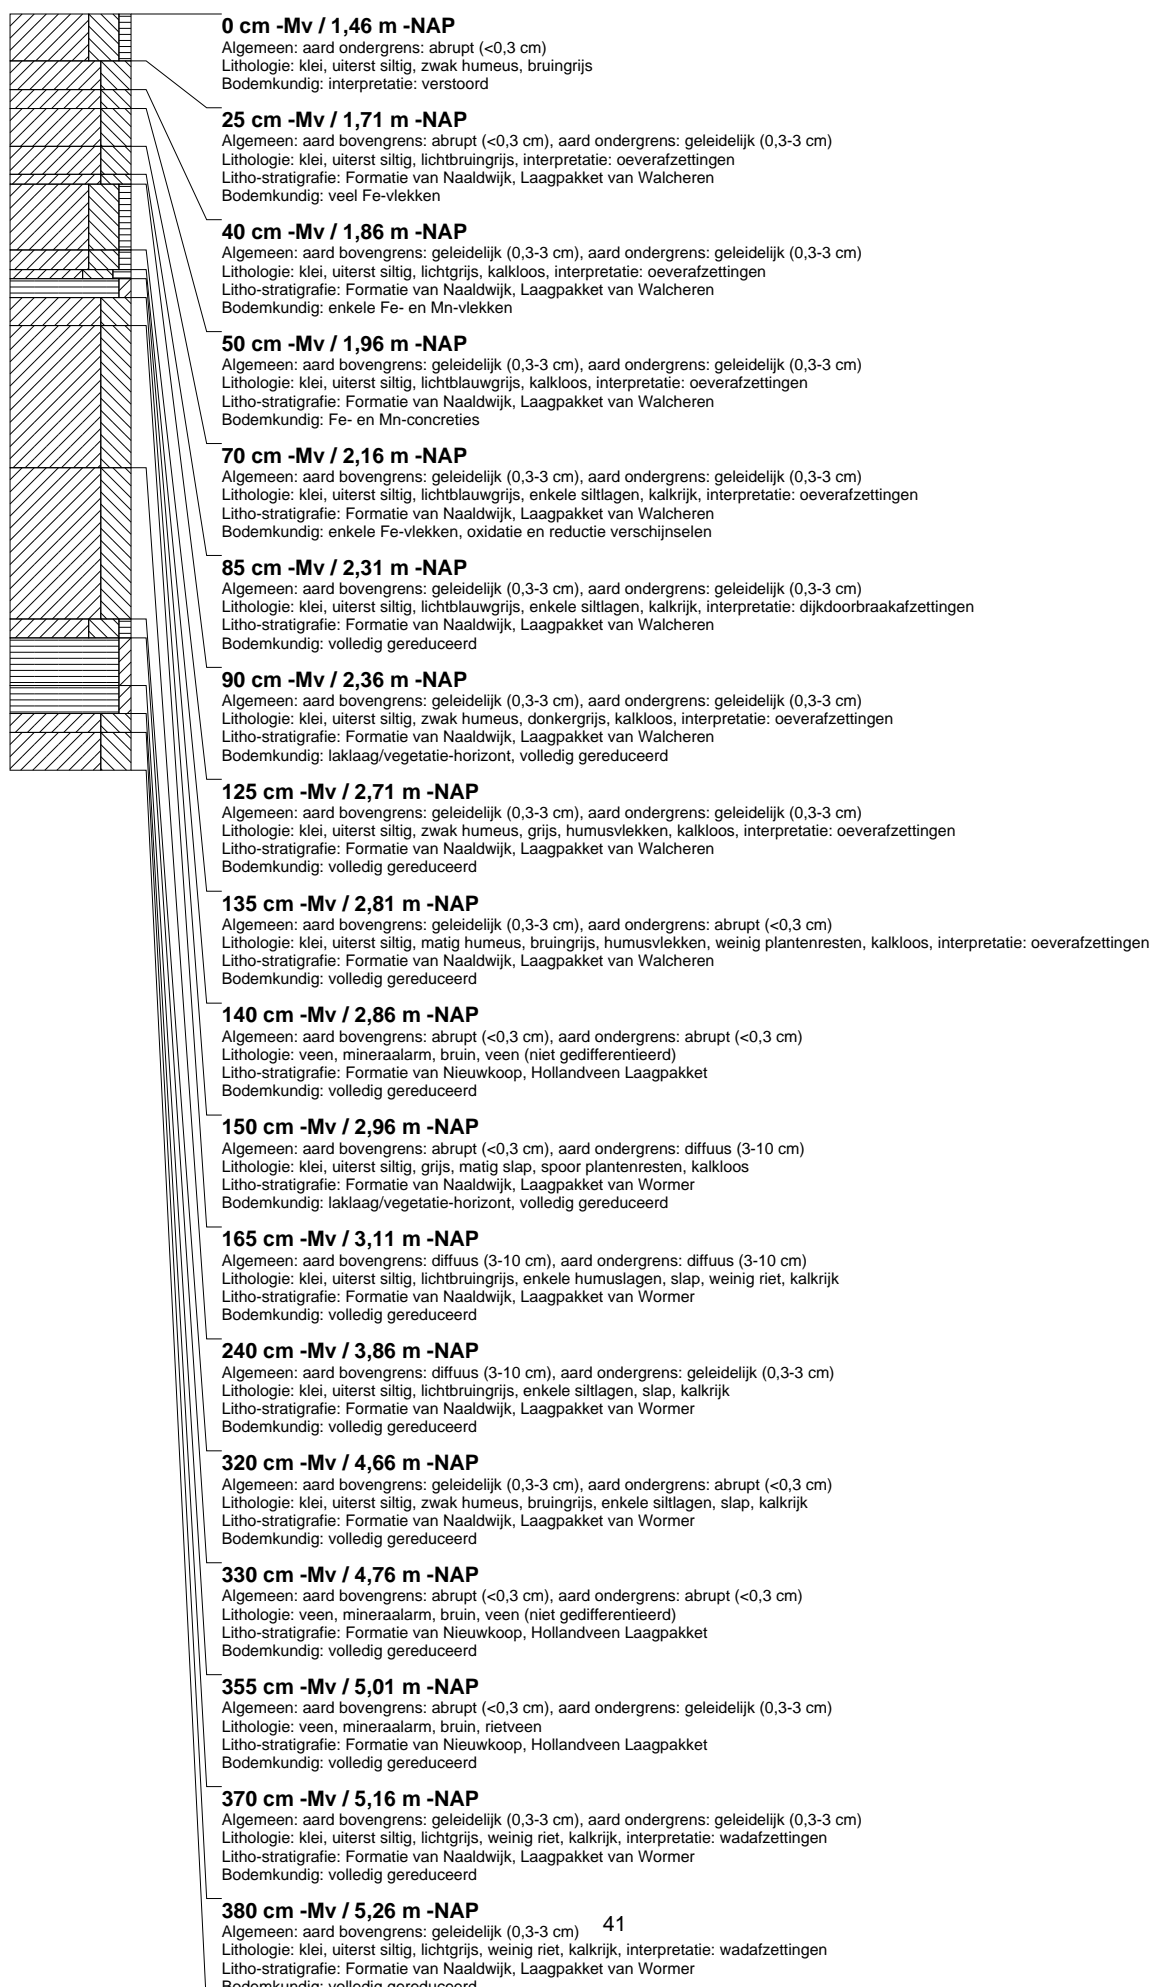 0 cm -Mv / 1,46 m -NAP
Algemeen: aard ondergrens: abrupt (<0,3 cm)
Lithologie: klei, uiterst siltig, zwak humeus, bruingrijs
Bodemkundig: interpretatie: verstoord
25 cm -Mv / 1,71 m -NAP
Algemeen: aard bovengrens: abrupt (<0,3 cm), aard ondergrens: geleidelijk (0,3-3 cm)
Lithologie: klei, uiterst siltig, lichtbruingrijs, interpretatie: oeverafzettingen
Litho-stratigrafie: Formatie van Naaldwijk, Laagpakket van Walcheren
Bodemkundig: veel Fe-vlekken
40 cm -Mv / 1,86 m -NAP
Algemeen: aard bovengrens: geleidelijk (0,3-3 cm), aard ondergrens: geleidelijk (0,3-3 cm)
Lithologie: klei, uiterst siltig, lichtgrijs, kalkloos, interpretatie: oeverafzettingen
Litho-stratigrafie: Formatie van Naaldwijk, Laagpakket van Walcheren
Bodemkundig: enkele Fe- en Mn-vlekken
50 cm -Mv / 1,96 m -NAP
Algemeen: aard bovengrens: geleidelijk (0,3-3 cm), aard ondergrens: geleidelijk (0,3-3 cm)
Lithologie: klei, uiterst siltig, lichtblauwgrijs, kalkloos, interpretatie: oeverafzettingen
Litho-stratigrafie: Formatie van Naaldwijk, Laagpakket van Walcheren
Bodemkundig: Fe- en Mn-concreties
70 cm -Mv / 2,16 m -NAP
Algemeen: aard bovengrens: geleidelijk (0,3-3 cm), aard ondergrens: geleidelijk (0,3-3 cm)
Lithologie: klei, uiterst siltig, lichtblauwgrijs, enkele siltlagen, kalkrijk, interpretatie: oeverafzettingen
Litho-stratigrafie: Formatie van Naaldwijk, Laagpakket van Walcheren
Bodemkundig: enkele Fe-vlekken, oxidatie en reductie verschijnselen
85 cm -Mv / 2,31 m -NAP
Algemeen: aard bovengrens: geleidelijk (0,3-3 cm), aard ondergrens: geleidelijk (0,3-3 cm)
Lithologie: klei, uiterst siltig, lichtblauwgrijs, enkele siltlagen, kalkrijk, interpretatie: dijkdoorbraakafzettingen
Litho-stratigrafie: Formatie van Naaldwijk, Laagpakket van Walcheren
Bodemkundig: volledig gereduceerd
90 cm -Mv / 2,36 m -NAP
Algemeen: aard bovengrens: geleidelijk (0,3-3 cm), aard ondergrens: geleidelijk (0,3-3 cm)
Lithologie: klei, uiterst siltig, zwak humeus, donkergrijs, kalkloos, interpretatie: oeverafzettingen
Litho-stratigrafie: Formatie van Naaldwijk, Laagpakket van Walcheren
Bodemkundig: laklaag/vegetatie-horizont, volledig gereduceerd
125 cm -Mv / 2,71 m -NAP
Algemeen: aard bovengrens: geleidelijk (0,3-3 cm), aard ondergrens: geleidelijk (0,3-3 cm)
Lithologie: klei, uiterst siltig, zwak humeus, grijs, humusvlekken, kalkloos, interpretatie: oeverafzettingen
Litho-stratigrafie: Formatie van Naaldwijk, Laagpakket van Walcheren
Bodemkundig: volledig gereduceerd
135 cm -Mv / 2,81 m -NAP
Algemeen: aard bovengrens: geleidelijk (0,3-3 cm), aard ondergrens: abrupt (<0,3 cm)
Lithologie: klei, uiterst siltig, matig humeus, bruingrijs, humusvlekken, weinig plantenresten, kalkloos, interpretatie: oeverafzettingen
Litho-stratigrafie: Formatie van Naaldwijk, Laagpakket van Walcheren
Bodemkundig: volledig gereduceerd
140 cm -Mv / 2,86 m -NAP
Algemeen: aard bovengrens: abrupt (<0,3 cm), aard ondergrens: abrupt (<0,3 cm)
Lithologie: veen, mineraalarm, bruin, veen (niet gedifferentieerd)
Litho-stratigrafie: Formatie van Nieuwkoop, Hollandveen Laagpakket
Bodemkundig: volledig gereduceerd
150 cm -Mv / 2,96 m -NAP
Algemeen: aard bovengrens: abrupt (<0,3 cm), aard ondergrens: diffuus (3-10 cm)
Lithologie: klei, uiterst siltig, grijs, matig slap, spoor plantenresten, kalkloos
Litho-stratigrafie: Formatie van Naaldwijk, Laagpakket van Wormer
Bodemkundig: laklaag/vegetatie-horizont, volledig gereduceerd
165 cm -Mv / 3,11 m -NAP
Algemeen: aard bovengrens: diffuus (3-10 cm), aard ondergrens: diffuus (3-10 cm)
Lithologie: klei, uiterst siltig, lichtbruingrijs, enkele humuslagen, slap, weinig riet, kalkrijk
Litho-stratigrafie: Formatie van Naaldwijk, Laagpakket van Wormer
Bodemkundig: volledig gereduceerd
240 cm -Mv / 3,86 m -NAP
Algemeen: aard bovengrens: diffuus (3-10 cm), aard ondergrens: geleidelijk (0,3-3 cm)
Lithologie: klei, uiterst siltig, lichtbruingrijs, enkele siltlagen, slap, kalkrijk
Litho-stratigrafie: Formatie van Naaldwijk, Laagpakket van Wormer
Bodemkundig: volledig gereduceerd
320 cm -Mv / 4,66 m -NAP
Algemeen: aard bovengrens: geleidelijk (0,3-3 cm), aard ondergrens: abrupt (<0,3 cm)
Lithologie: klei, uiterst siltig, zwak humeus, bruingrijs, enkele siltlagen, slap, kalkrijk
Litho-stratigrafie: Formatie van Naaldwijk, Laagpakket van Wormer
Bodemkundig: volledig gereduceerd
330 cm -Mv / 4,76 m -NAP
Algemeen: aard bovengrens: abrupt (<0,3 cm), aard ondergrens: abrupt (<0,3 cm)
Lithologie: veen, mineraalarm, bruin, veen (niet gedifferentieerd)
Litho-stratigrafie: Formatie van Nieuwkoop, Hollandveen Laagpakket
Bodemkundig: volledig gereduceerd
355 cm -Mv / 5,01 m -NAP
Algemeen: aard bovengrens: abrupt (<0,3 cm), aard ondergrens: geleidelijk (0,3-3 cm)
Lithologie: veen, mineraalarm, bruin, rietveen
Litho-stratigrafie: Formatie van Nieuwkoop, Hollandveen Laagpakket
Bodemkundig: volledig gereduceerd
370 cm -Mv / 5,16 m -NAP
Algemeen: aard bovengrens: geleidelijk (0,3-3 cm), aard ondergrens: geleidelijk (0,3-3 cm)
Lithologie: klei, uiterst siltig, lichtgrijs, weinig riet, kalkrijk, interpretatie: wadafzettingen
Litho-stratigrafie: Formatie van Naaldwijk, Laagpakket van Wormer
Bodemkundig: volledig gereduceerd
380 cm -Mv / 5,26 m -NAP
41
Algemeen: aard bovengrens: geleidelijk (0,3-3 cm)
Lithologie: klei, uiterst siltig, lichtgrijs, weinig riet, kalkrijk, interpretatie: wadafzettingen
Litho-stratigrafie: Formatie van Naaldwijk, Laagpakket van Wormer
Bodemkundig: volledig gereduceerd